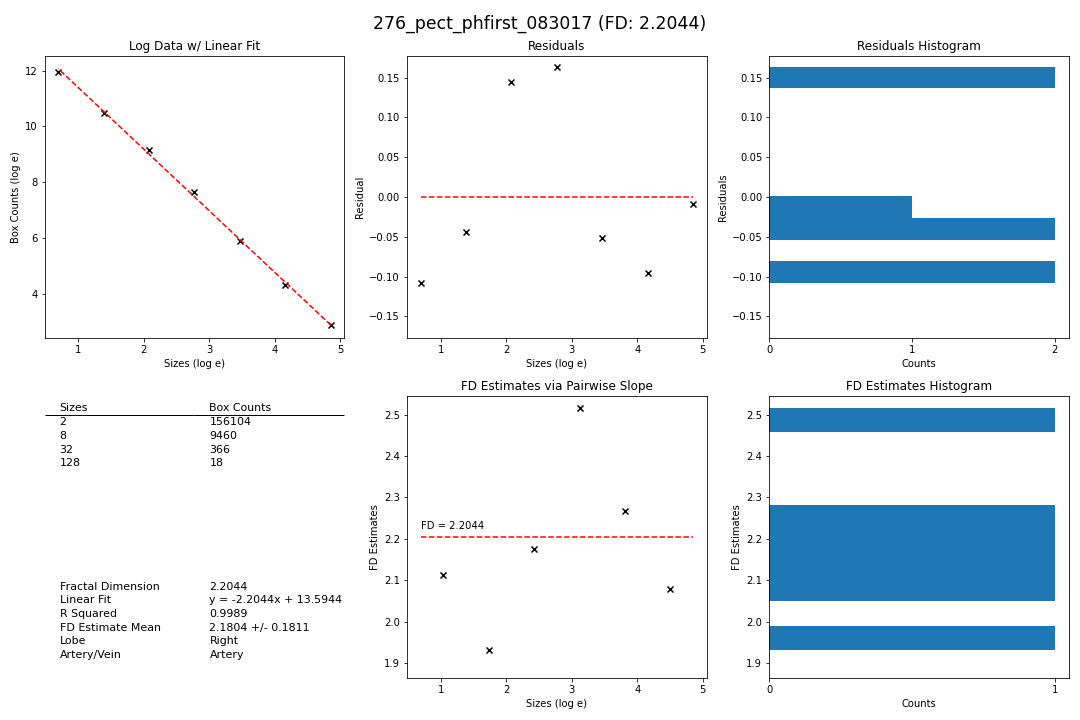 276_pect_phfirst_083017 (FD: 2.2044)
Log Data w/ Linear Fit
Box Counts (log e)
12
10
8
6
4
1 2 3 4 5
Sizes (log e)
Residuals
Residual
0.15
0.10
0.05
0.00
−0.05
−0.10
−0.15
1 2 3 4 5
Sizes (log e)
Residuals Histogram
Residuals
0.15
0.10
0.05
0.00
−0.05
−0.10
−0.15
0 1 2
Counts
Sizes Box Counts
2 156104
8 9460
32 366
128 18
Fractal Dimension 2.2044
Linear Fit y = -2.2044x + 13.5944
R Squared 0.9989
FD Estimate Mean 2.1804 +/- 0.1811
Lobe Right
Artery/Vein Artery
FD Estimates via Pairwise Slope
FD Estimates
2.5
2.4
2.3
2.2
2.1
2.0
1.9
FD = 2.2044
1 2 3 4 5
Sizes (log e)
FD Estimates Histogram
FD Estimates
2.5
2.4
2.3
2.2
2.1
2.0
1.9
0 1
Counts